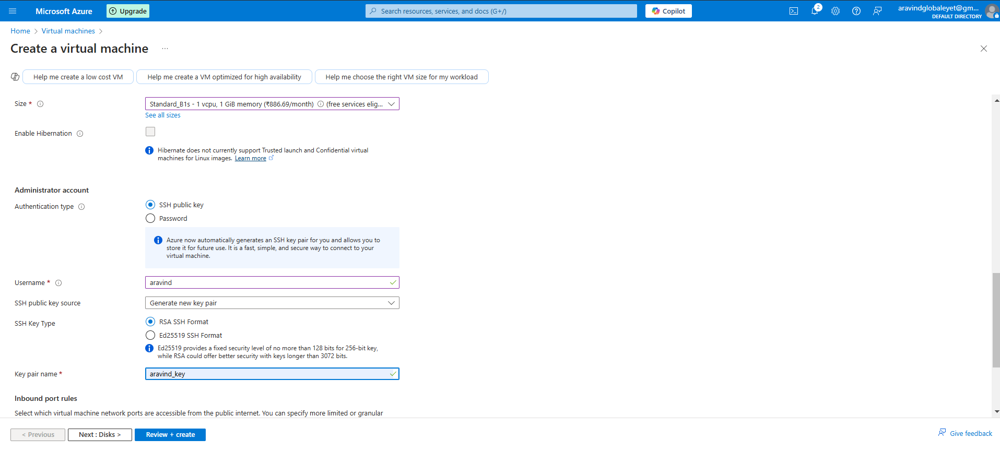 Microsoft Azure
Upgrade
Search resources, services, and docs (G+/)
Copilot
2
aravindglobaleyet@gm...
DEFAULT DIRECTORY
Home > Virtual machines >
Create a virtual machine ...
Help me create a low cost VM
Help me create a VM optimized for high availability
Help me choose the right VM size for my workload
Size *
Standard_B1s - 1 vcpu, 1 GiB memory (₹886.69/month) (free services elig...
See all sizes
Enable Hibernation
Hibernate does not currently support Trusted launch and Confidential virtual
machines for Linux images. Learn more
Administrator account
Authentication type
SSH public key
Password
Azure now automatically generates an SSH key pair for you and allows you to
store it for future use. It is a fast, simple, and secure way to connect to your
virtual machine.
Username *
aravind
SSH public key source
Generate new key pair
SSH Key Type
RSA SSH Format
Ed25519 SSH Format
Ed25519 provides a fixed security level of no more than 128 bits for 256-bit key,
while RSA could offer better security with keys longer than 3072 bits.
Key pair name *
aravind_key
Inbound port rules
Select which virtual machine network ports are accessible from the public internet. You can specify more limited or granular
< Previous
Next : Disks >
Review + create
Give feedback